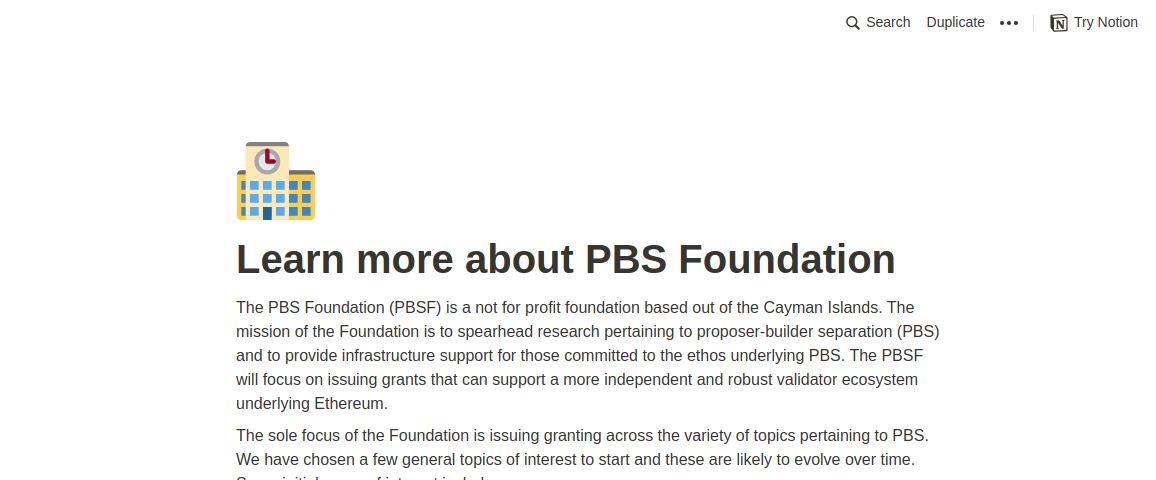 Search Duplicate Try Notion
Learn more about PBS Foundation
The PBS Foundation (PBSF) is a not for profit foundation based out of the Cayman Islands. The
mission of the Foundation is to spearhead research pertaining to proposer-builder separation (PBS)
and to provide infrastructure support for those committed to the ethos underlying PBS. The PBSF
will focus on issuing grants that can support a more independent and robust validator ecosystem
underlying Ethereum.
The sole focus of the Foundation is issuing granting across the variety of topics pertaining to PBS.
We have chosen a few general topics of interest to start and these are likely to evolve over time.